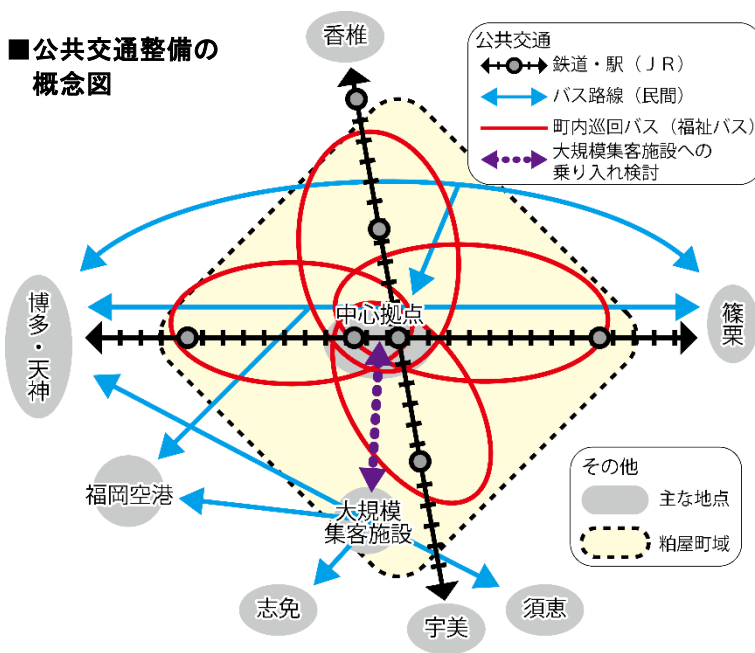 ■公共交通整備の
概念図
香椎
公共交通
鉄道・駅（ＪＲ）
バス路線（民間）
町内巡回バス（福祉バス）
大規模集客施設への
乗り入れ検討
博多・天神
中心拠点
篠栗
福岡空港
大規模
集客施設
志免
宇美
須恵
その他
主な地点
粕屋町域